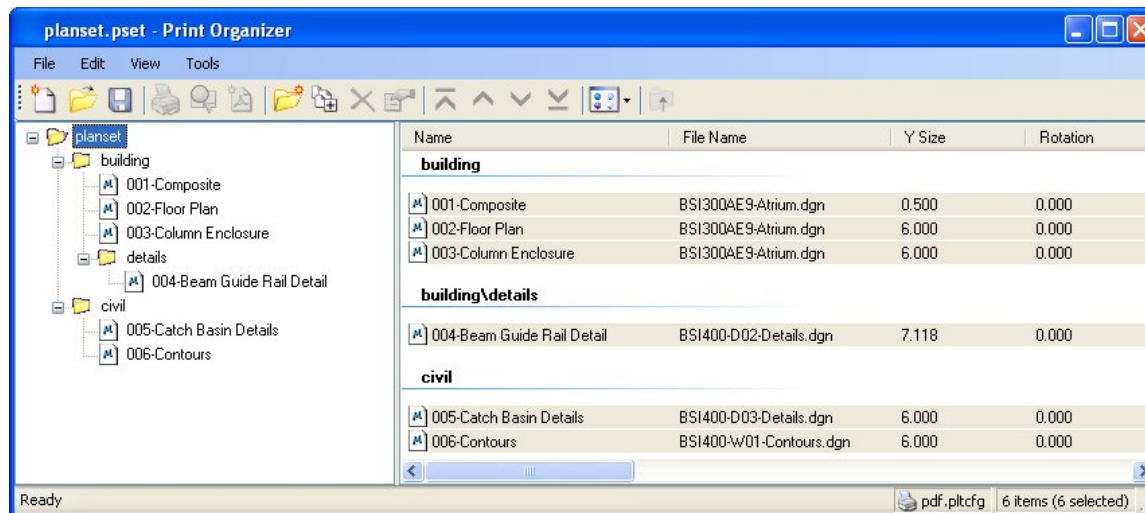 planset.pset - Print Organizer
File Edit View Tools
planset
building
001-Composite
002-Floor Plan
003-Column Enclosure
details
004-Beam Guide Rail Detail
civil
005-Catch Basin Details
006-Contours
Name File Name Y Size Rotation
building
001-Composite BSI300AE9-Atrium.dgn 0.500 0.000
002-Floor Plan BSI300AE9-Atrium.dgn 6.000 0.000
003-Column Enclosure BSI300AE9-Atrium.dgn 6.000 0.000
building\details
004-Beam Guide Rail Detail BSI400-D02-Details.dgn 7.118 0.000
civil
005-Catch Basin Details BSI400-D03-Details.dgn 6.000 0.000
006-Contours BSI400-W01-Contours.dgn 6.000 0.000
Ready pdf.pltcfg 6 items (6 selected)